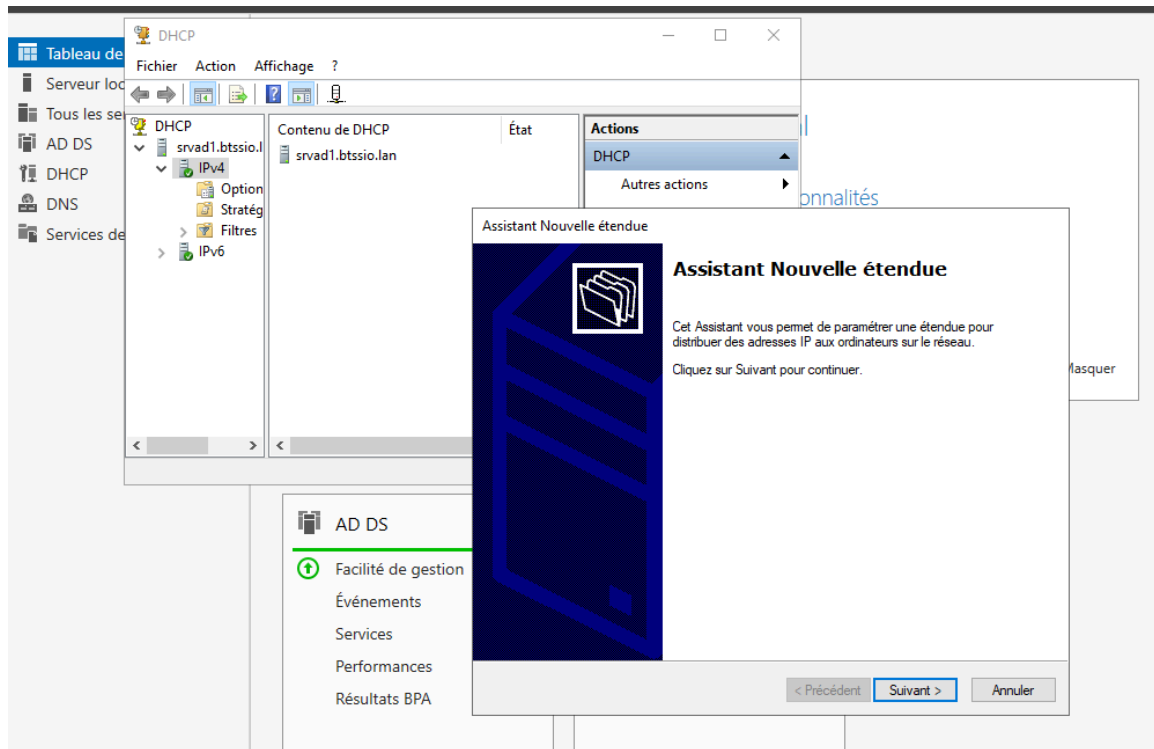 DHCP
Fichier Action Affichage ?
Tableau de
Serveur loc
Tous les ser
AD DS
DHCP
DNS
Services de
DHCP
srvad1.btssio.l
IPv4
Option
Stratég
Filtres
IPv6
Contenu de DHCP État
srvad1.btssio.lan
Actions
DHCP
Autres actions
onnalités
Masquer
Assistant Nouvelle étendue
Assistant Nouvelle étendue
Cet Assistant vous permet de paramétrer une étendue pour
distribuer des adresses IP aux ordinateurs sur le réseau.
Cliquez sur Suivant pour continuer.
< Précédent Suivant > Annuler
AD DS
Facilité de gestion
Événements
Services
Performances
Résultats BPA